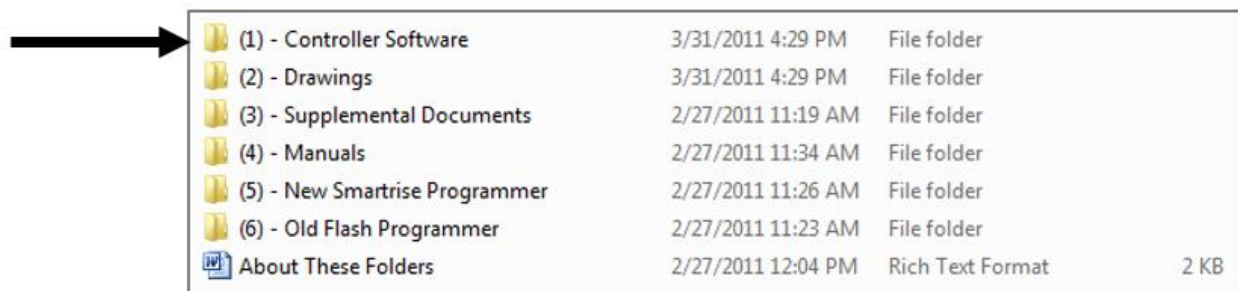 (1) - Controller Software 3/31/2011 4:29 PM File folder
(2) - Drawings 3/31/2011 4:29 PM File folder
(3) - Supplemental Documents 2/27/2011 11:19 AM File folder
(4) - Manuals 2/27/2011 11:34 AM File folder
(5) - New Smartrise Programmer 2/27/2011 11:26 AM File folder
(6) - Old Flash Programmer 2/27/2011 11:23 AM File folder
About These Folders 2/27/2011 12:04 PM Rich Text Format 2 KB